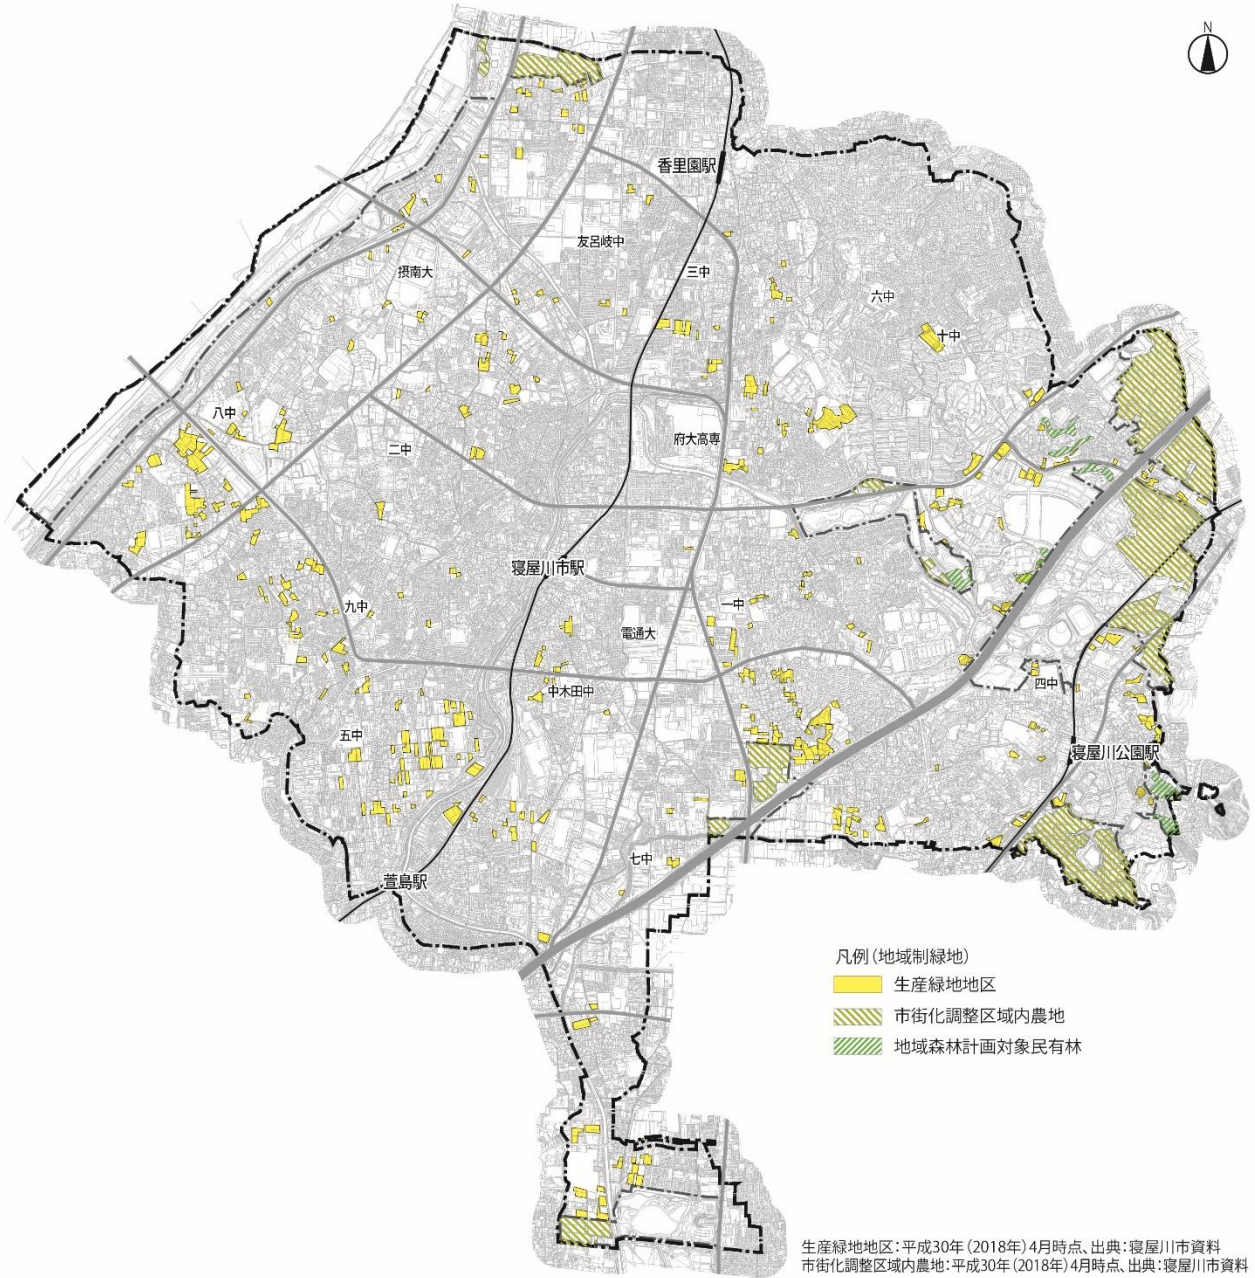 N
香里園駅
友呂岐中
摂南大
三中
六中
十中
八中
二中
府大高専
寝屋川市駅
九中
一中
電通大
中木田中
四中
五中
寝屋川公園駅
七中
萱島駅
凡例(地域制緑地)
生産緑地地区
市街化調整区域内農地
地域森林計画対象民有林
生産緑地地区:平成30年(2018年)4月時点、出典:寝屋川市資料
市街化調整区域内農地:平成30年(2018年)4月時点、出典:寝屋川市資料